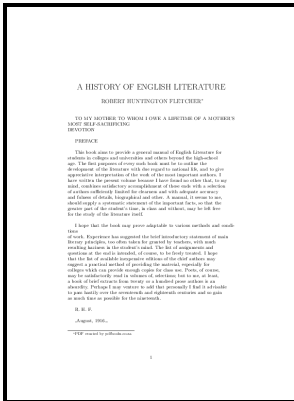 A HISTORY OF ENGLISH LITERATURE
ROBERT HUNTINGTON FLETCHER*
TO MY MOTHER TO WHOM I OWE A LIFETIME OF A MOTHER'S
MOST SELF-SACRIFICING
DEVOTION
PREFACE
This book aims to provide a general manual of English Literature for
students in colleges and universities and others beyond the high-school
age. The first purposes of every such book must be to outline the
development of the literature with due regard to national life, and to give
appreciative interpretation of the work of the most important authors. I
have written the present volume because I have found no other that, to my
mind, combines satisfactory accomplishment of these ends with a selection
of authors sufficiently limited for clearness and with adequate accuracy
and fulness of details, biographical and other. A manual, it seems to me,
should supply a systematic statement of the important facts, so that the
greater part of the student's time, in class and without, may be left free
for the study of the literature itself.
I hope that the book may prove adaptable to various methods and condi-
tions
of work. Experience has suggested the brief introductory statement of main
literary principles, too often taken for granted by teachers, with much
resulting haziness in the student's mind. The list of assignments and
questions at the end is intended, of course, to be freely treated. I hope
that the list of available inexpensive editions of the chief authors may
suggest a practical method of providing the material, especially for
colleges which can provide enough copies for class use. Poets, of course,
may be satisfactorily read in volumes of, selections; but to me, at least,
a book of brief extracts from twenty or a hundred prose authors is an
absurdity. Perhaps I may venture to add that personally I find it advisable
to pass hastily over the seventeenth and eighteenth centuries and so gain
as much time as possible for the nineteenth.
R. H. F.
_August, 1916._
*PDF created by pdfbooks.com
1